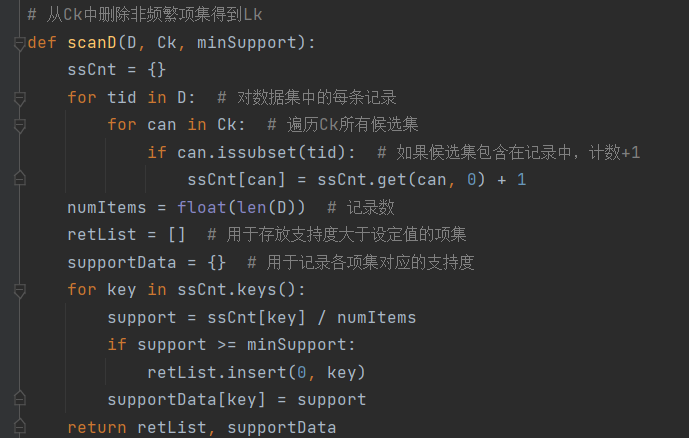 # 从Ck中删除非频繁项集得到Lk
def scanD(D, Ck, minSupport):
    ssCnt = {}
    for tid in D:  # 对数据集中的每条记录
        for can in Ck:  # 遍历Ck所有候选集
            if can.issubset(tid):  # 如果候选集包含在记录中，计数+1
                ssCnt[can] = ssCnt.get(can, 0) + 1
    numItems = float(len(D))  # 记录数
    retList = []  # 用于存放支持度大于设定值的项集
    supportData = {}  # 用于记录各项集对应的支持度
    for key in ssCnt.keys():
        support = ssCnt[key] / numItems
        if support >= minSupport:
            retList.insert(0, key)
        supportData[key] = support
    return retList, supportData